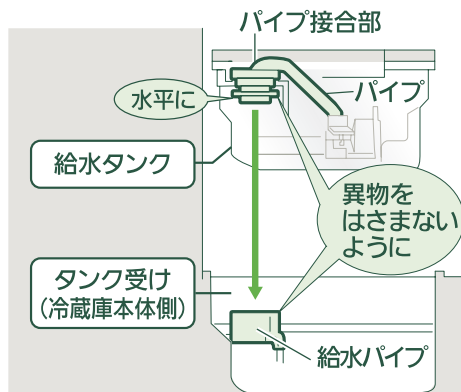 パイプ接合部
水平に
パイプ
給水タンク
異物を
はさまない
ように
タンク受け
（冷蔵庫本体側）
給水パイプ